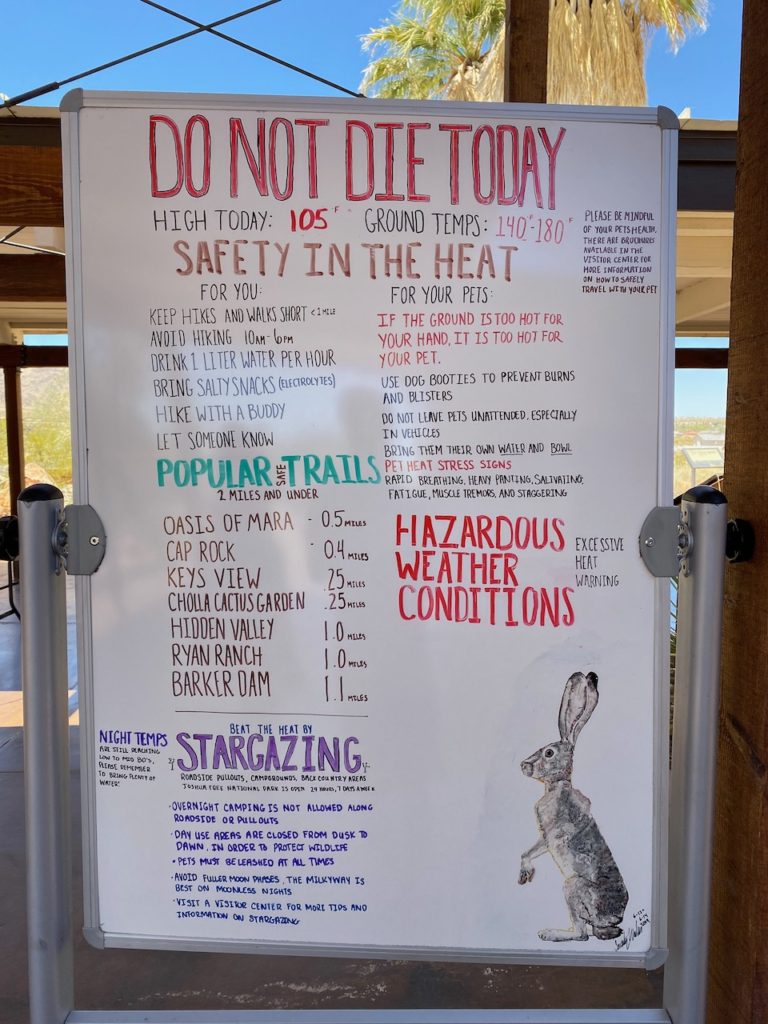 DO NOT DIE TODAY
HIGH TODAY: 105°F GROUND TEMPS: 140°F-180°F
PLEASE BE MINDFUL
OF YOUR PETS HEALTH,
THERE ARE BROCHURES
AVAILABLE IN THE
VISITOR CENTER FOR
MORE INFORMATION
ON HOW TO SAFELY
TRAVEL WITH YOUR PET
SAFETY IN THE HEAT
FOR YOU:
KEEP HIKES AND WALKS SHORT <1 MILE
AVOID HIKING 10AM-6PM
DRINK 1 LITER WATER PER HOUR
BRING SALTY SNACKS (ELECTROLYTES)
HIKE WITH A BUDDY
LET SOMEONE KNOW
FOR YOUR PETS:
IF THE GROUND IS TOO HOT FOR
YOUR HAND, IT IS TOO HOT FOR
YOUR PET.
USE DOG BOOTIES TO PREVENT BURNS
AND BLISTERS
DO NOT LEAVE PETS UNATTENDED, ESPECIALLY
IN VEHICLES
BRING THEM THEIR OWN WATER AND BOWL
PET HEAT STRESS SIGNS
RAPID BREATHING, HEAVY PANTING, SALIVATING,
FATIGUE, MUSCLE TREMORS, AND STAGGERING
POPULAR SAFE TRAILS
2 MILES AND UNDER
OASIS OF MARA - 0.5 MILES
CAP ROCK - 0.4 MILES
KEYS VIEW .25 MILES
CHOLLA CACTUS GARDEN .25 MILES
HIDDEN VALLEY 1.0 MILES
RYAN RANCH 1.0 MILES
BARKER DAM 1.1 MILES
HAZARDOUS
WEATHER
CONDITIONS
EXCESSIVE
HEAT
WARNING
NIGHT TEMPS
ARE STILL REACHING
LOW TO MID 80'S,
PLEASE REMEMBER
TO BRING PLENTY OF
WATER!
BEAT THE HEAT BY
STARGAZING
ROADSIDE PULLOUTS, CAMPGROUNDS, BACK COUNTRY AREAS
JOSHUA TREE NATIONAL PARK IS OPEN 24 HOURS, 7 DAYS A WEEK
·OVERNIGHT CAMPING IS NOT ALLOWED ALONG
ROADSIDE OR PULLOUTS
·DAY USE AREAS ARE CLOSED FROM DUSK TO
DAWN, IN ORDER TO PROTECT WILDLIFE
• PETS MUST BE LEASHED AT ALL TIMES
·AVOID FULLER MOON PHASES, THE MILKYWAY IS
BEST ON MOONLESS NIGHTS
·VISIT A VISITOR CENTER FOR MORE TIPS AND
INFORMATION ON STARGAZING